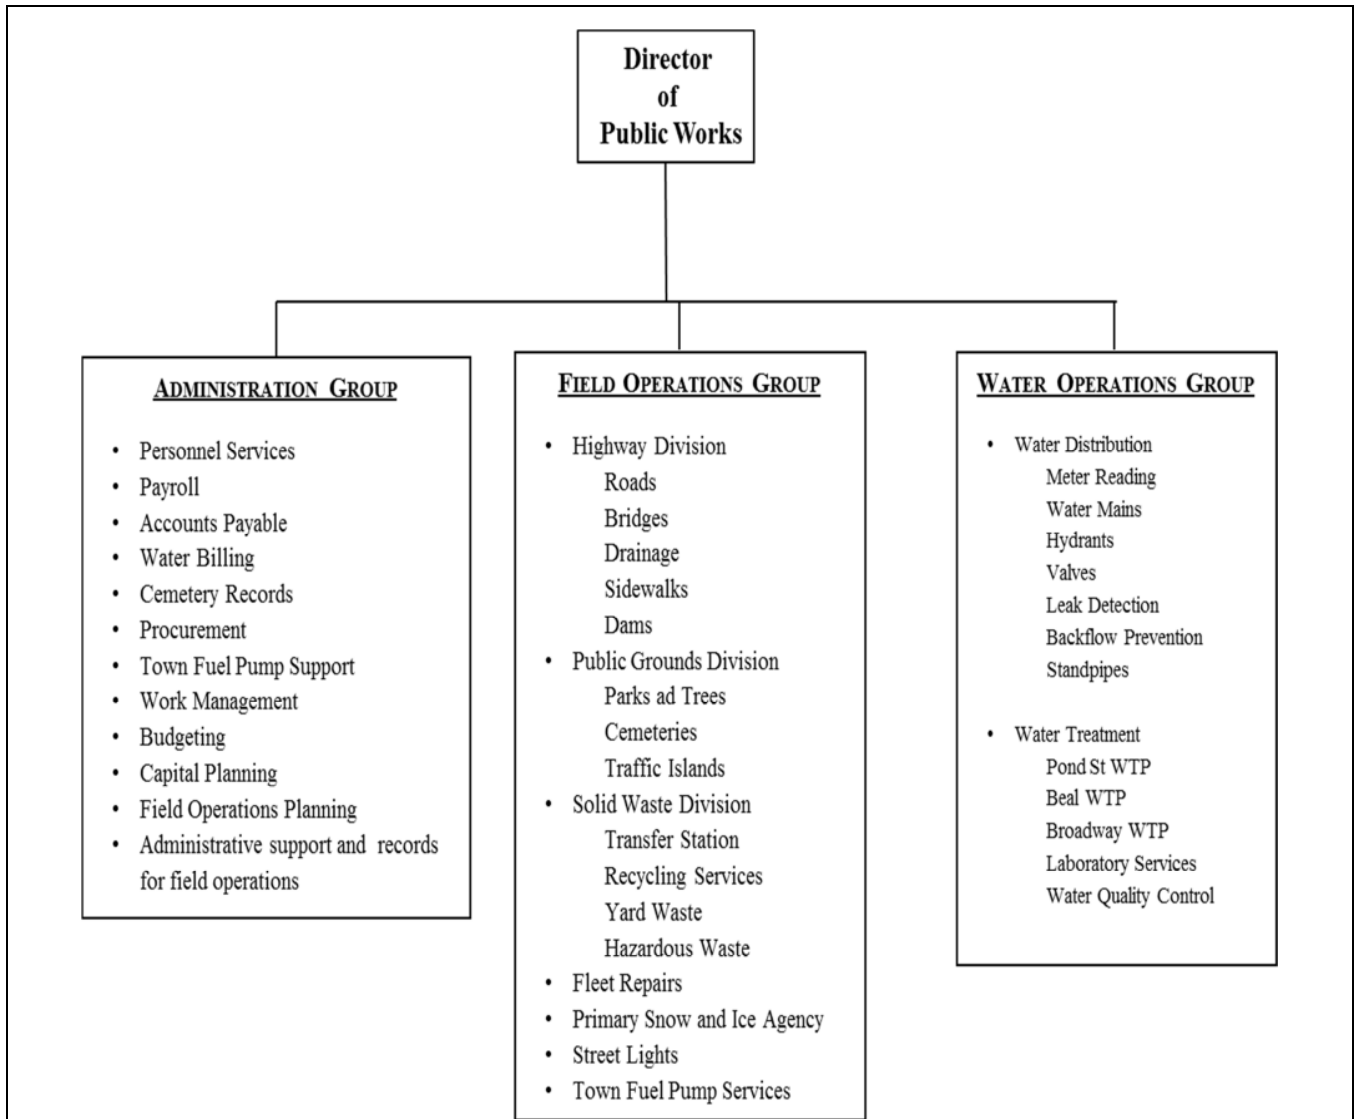 Director
of
Public Works
ADMINISTRATION GROUP
• Personnel Services
• Payroll
• Accounts Payable
• Water Billing
• Cemetery Records
• Procurement
• Town Fuel Pump Support
• Work Management
• Budgeting
• Capital Planning
• Field Operations Planning
• Administrative support and records
for field operations
FIELD OPERATIONS GROUP
• Highway Division
Roads
Bridges
Drainage
Sidewalks
Dams
• Public Grounds Division
Parks ad Trees
Cemeteries
Traffic Islands
• Solid Waste Division
Transfer Station
Recycling Services
Yard Waste
Hazardous Waste
• Fleet Repairs
• Primary Snow and Ice Agency
• Street Lights
• Town Fuel Pump Services
WATER OPERATIONS GROUP
• Water Distribution
Meter Reading
Water Mains
Hydrants
Valves
Leak Detection
Backflow Prevention
Standpipes
• Water Treatment
Pond St WTP
Beal WTP
Broadway WTP
Laboratory Services
Water Quality Control